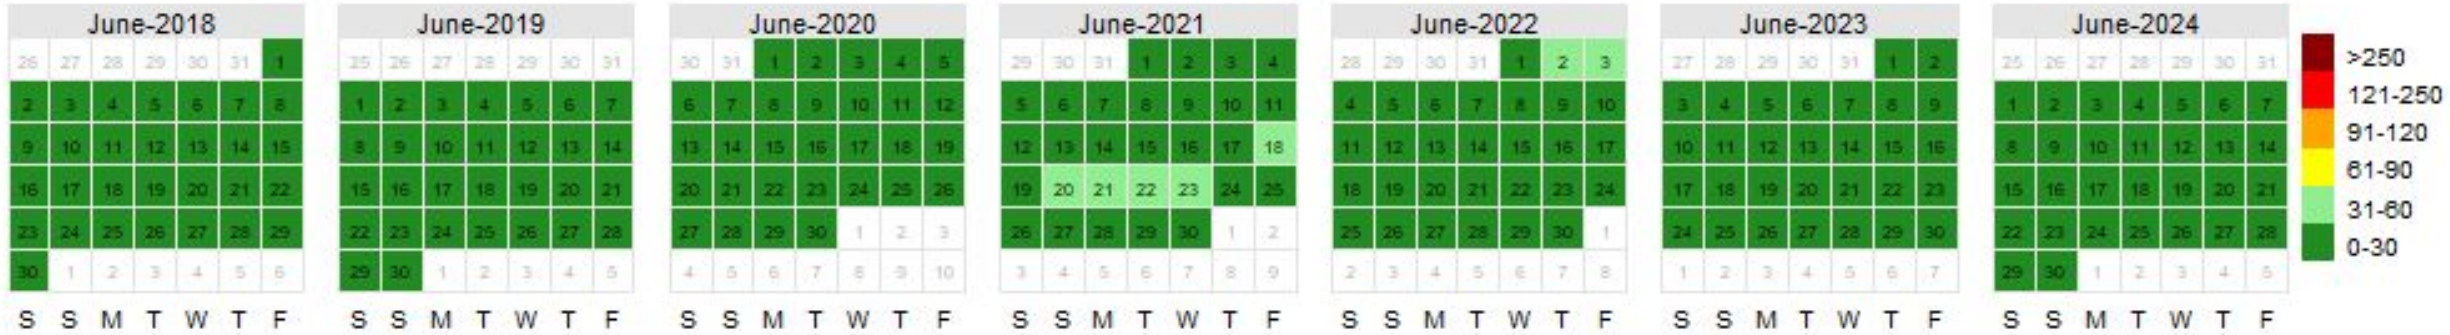 June-2018
26 27 28 29 30 31 1
2 3 4 5 6 7 8
9 10 11 12 13 14 15
16 17 18 19 20 21 22
23 24 25 26 27 28 29
30 1 2 3 4 5 6
S S M T W T F
June-2019
25 26 27 28 29 30 31
1 2 3 4 5 6 7
8 9 10 11 12 13 14
15 16 17 18 19 20 21
22 23 24 25 26 27 28
29 30 1 2 3 4 5
S S M T W T F
June-2020
30 31 1 2 3 4 5
6 7 8 9 10 11 12
13 14 15 16 17 18 19
20 21 22 23 24 25 26
27 28 29 30 1 2 3
4 5 6 7 8 9 10
S S M T W T F
June-2021
29 30 31 1 2 3 4
5 6 7 8 9 10 11
12 13 14 15 16 17 18
19 20 21 22 23 24 25
26 27 28 29 30 1 2
3 4 5 6 7 8 9
S S M T W T F
June-2022
28 29 30 31 1 2 3
4 5 6 7 8 9 10
11 12 13 14 15 16 17
18 19 20 21 22 23 24
25 26 27 28 29 30 1
2 3 4 5 6 7 8
S S M T W T F
June-2023
27 28 29 30 31 1 2
3 4 5 6 7 8 9
10 11 12 13 14 15 16
17 18 19 20 21 22 23
24 25 26 27 28 29 30
1 2 3 4 5 6 7
S S M T W T F
June-2024
25 26 27 28 29 30 31
1 2 3 4 5 6 7
8 9 10 11 12 13 14
15 16 17 18 19 20 21
22 23 24 25 26 27 28
29 30 1 2 3 4 5
S S M T W T F
>250
121-250
91-120
61-90
31-60
0-30